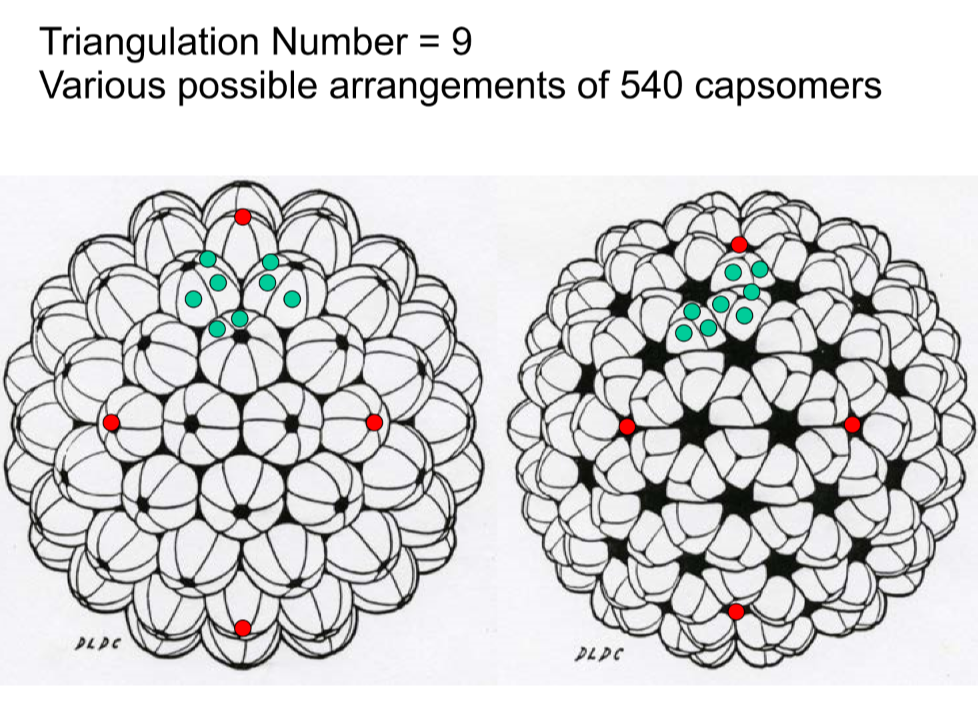 Triangulation Number = 9
Various possible arrangements of 540 capsomers
DLDC
DLDC